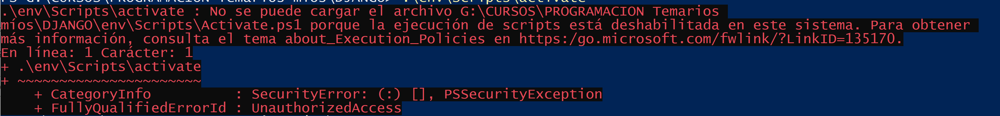 PS G:\CURSOS\PROGRAMACION Temarios míos\DJANGO> .\env\Scripts\activate
.\env\Scripts\activate : No se puede cargar el archivo G:\CURSOS\PROGRAMACION Temarios
míos\DJANGO\env\Scripts\Activate.ps1 porque la ejecución de scripts está deshabilitada en este sistema. Para obtener
más información, consulta el tema about_Execution_Policies en https:/go.microsoft.com/fwlink/?LinkID=135170.
En línea: 1 Carácter: 1
+ .\env\Scripts\activate
+ ~~~~~~~~~~~~~~~~~~~~~~
+ CategoryInfo : SecurityError: (:) [], PSSecurityException
+ FullyQualifiedErrorId : UnauthorizedAccess